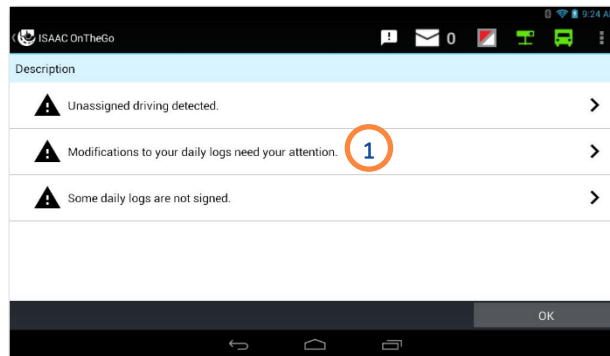 9:24 A
ISAAC OnTheGo
0
Description
Unassigned driving detected.
Modifications to your daily logs need your attention.
1
Some daily logs are not signed.
OK